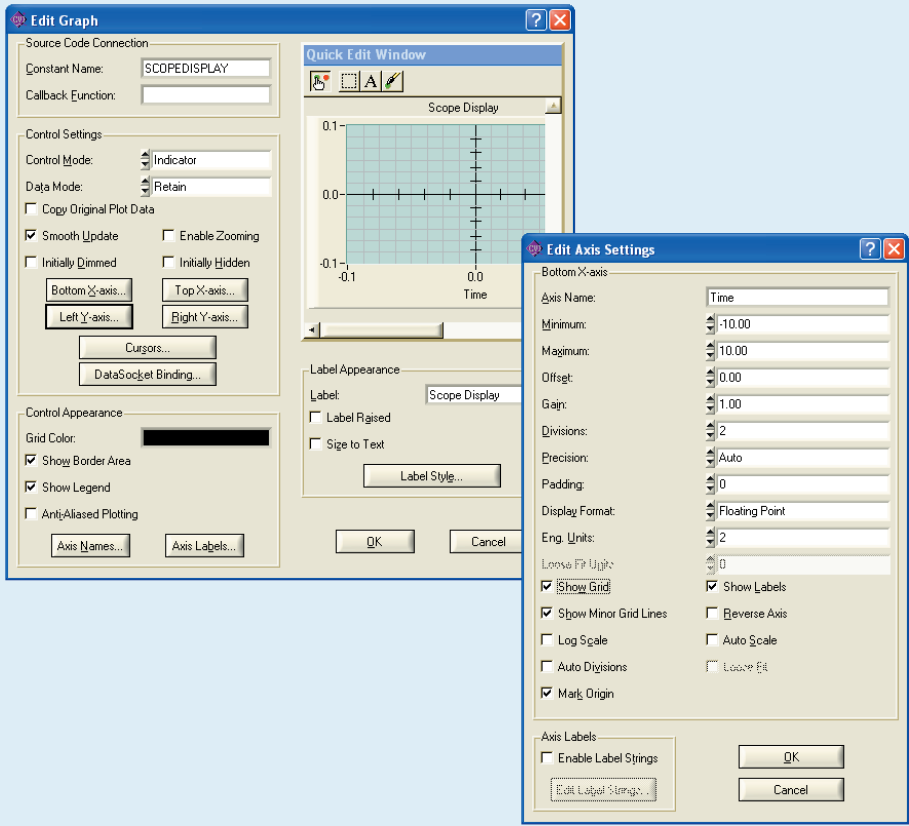 Edit Graph
Source Code Connection
Constant Name: SCOPEDISPLAY
Callback Function:
Control Settings
Control Mode: Indicator
Data Mode: Retain
Copy Original Plot Data
Smooth Update Enable Zooming
Initially Dimmed Initially Hidden
Bottom X-axis... Top X-axis...
Left Y-axis... Right Y-axis...
Cursors...
DataSocket Binding...
Control Appearance
Grid Color:
Show Border Area
Show Legend
Anti-Aliased Plotting
Axis Names... Axis Labels...
Quick Edit Window
A
Scope Display
0.1
0.0
-0.1
-0.1 0.0
Time
Label Appearance
Label: Scope Display
Label Raised
Size to Text
Label Style...
OK Cancel
Edit Axis Settings
Bottom X-axis
Axis Name: Time
Minimum: -10.00
Maximum: 10.00
Offset: 0.00
Gain: 1.00
Divisions: 2
Precision: Auto
Padding: 0
Display Format: Floating Point
Eng. Units: 2
Loose Fit Units 0
Show Grid Show Labels
Show Minor Grid Lines Reverse Axis
Log Scale Auto Scale
Auto Divisions Loose Fit
Mark Origin
Axis Labels
Enable Label Strings
Edit Label Strings...
OK
Cancel